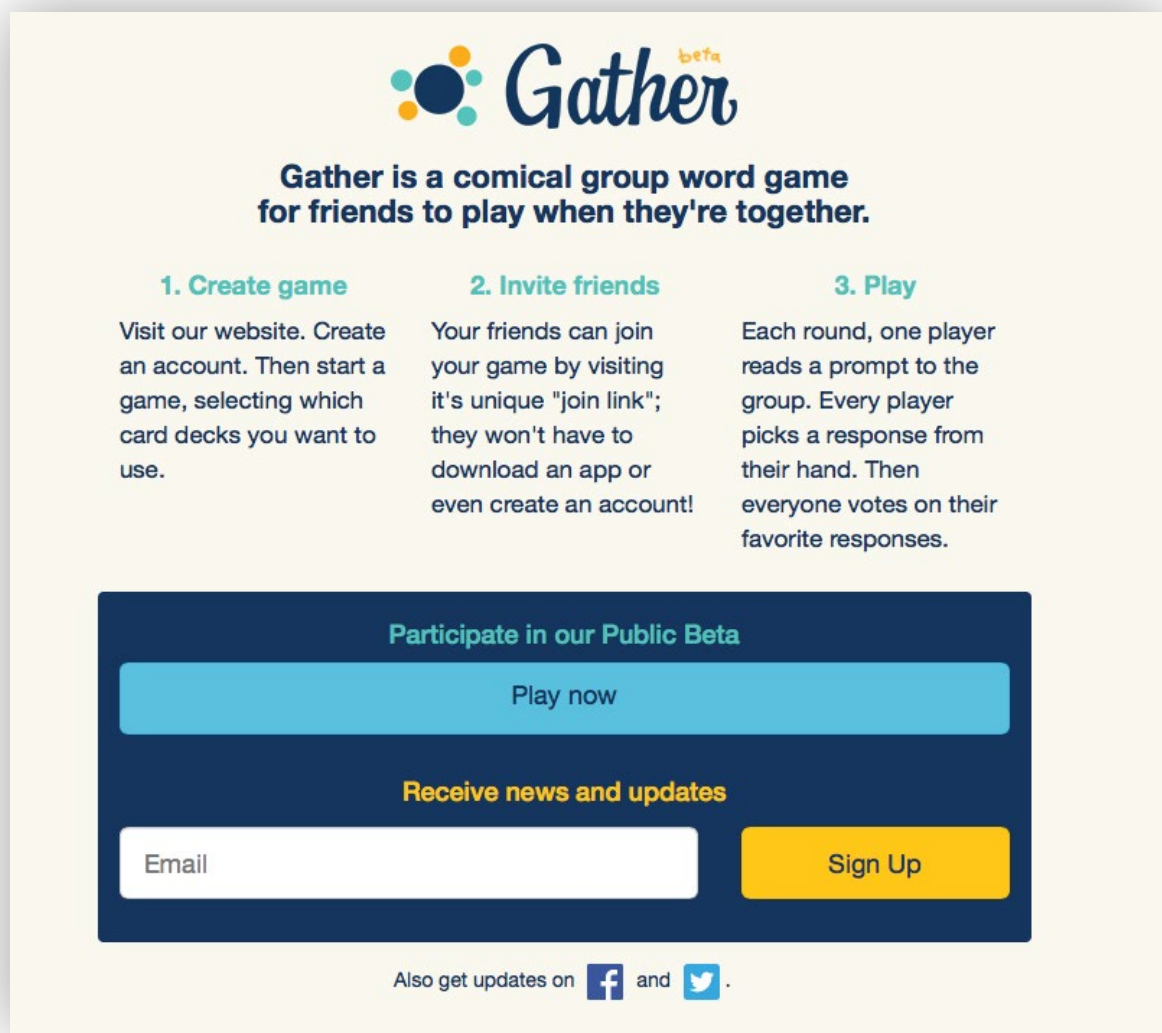 Gather beta
Gather is a comical group word game
for friends to play when they're together.
1. Create game
Visit our website. Create
an account. Then start a
game, selecting which
card decks you want to
use.
2. Invite friends
Your friends can join
your game by visiting
it's unique "join link";
they won't have to
download an app or
even create an account!
3. Play
Each round, one player
reads a prompt to the
group. Every player
picks a response from
their hand. Then
everyone votes on their
favorite responses.
Participate in our Public Beta
Play now
Receive news and updates
Email
Sign Up
Also get updates on f and .